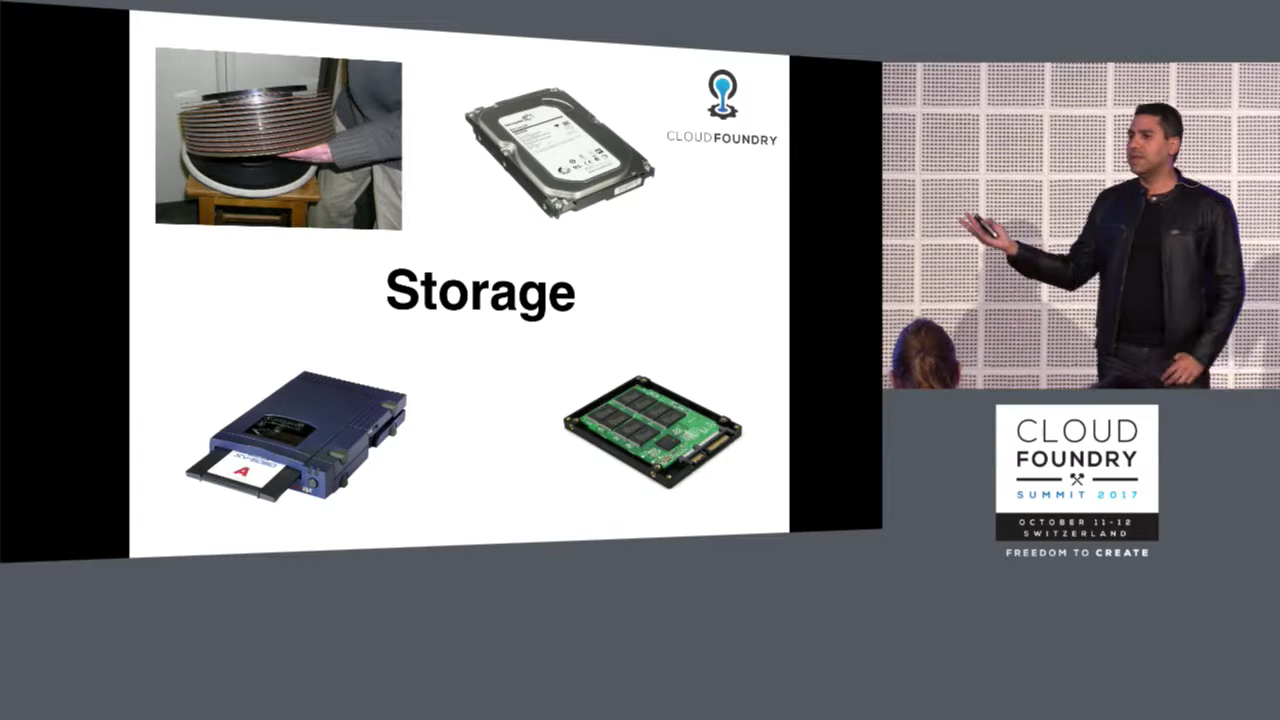 CLOUDFOUNDRY
Storage
A
CLOUD
FOUNDRY
SUMMIT 2017
OCTOBER 11-12
SWITZERLAND
FREEDOM TO CREATE